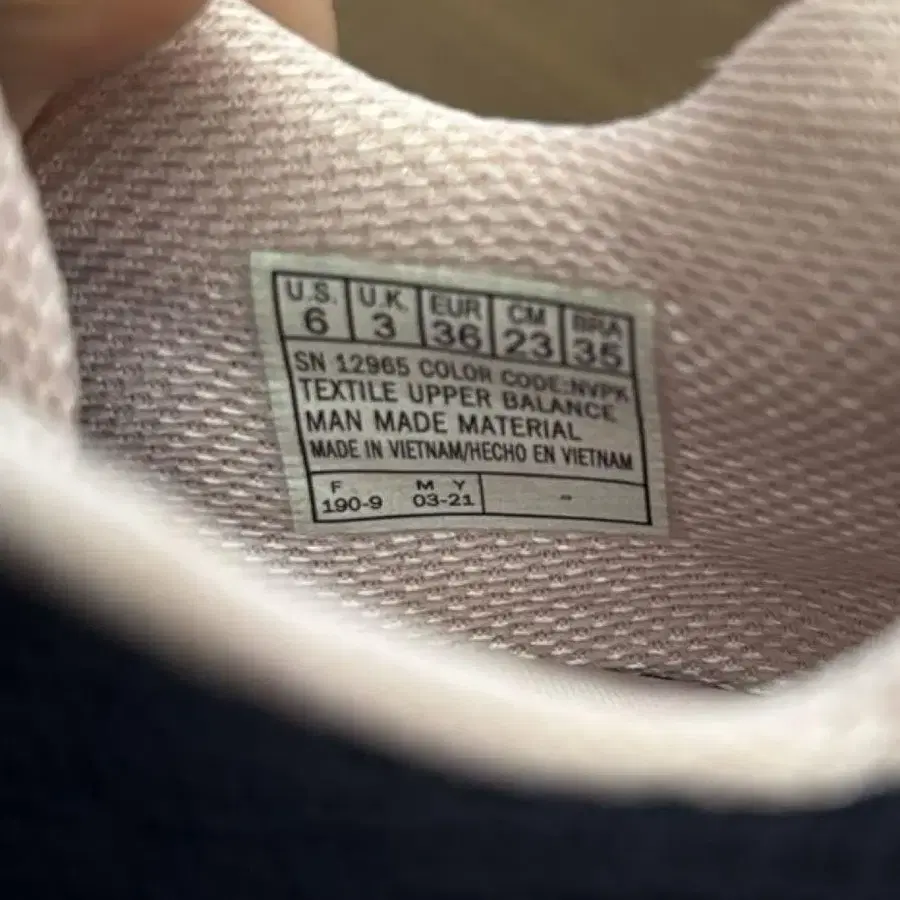 U.S. U.K. EUR CM BRA
6 3 36 23 35
SN 12965 COLOR CODE:NVPK
TEXTILE UPPER BALANCE
MAN MADE MATERIAL
MADE IN VIETNAM/HECHO EN VIETNAM
F M Y
190-9 03-21 -